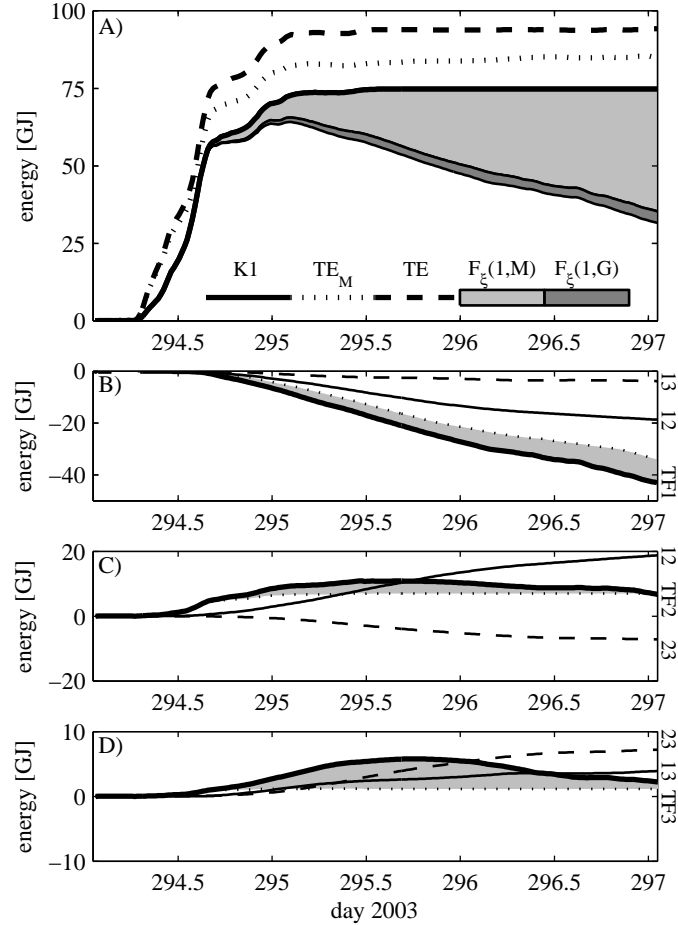 A)
100
75
50
25
0
energy [GJ]
K1 TE_M TE F_ξ(1,M) F_ξ(1,G)
294.5 295 295.5 296 296.5 297
B)
0
−20
−40
energy [GJ]
13
12
TF1
294.5 295 295.5 296 296.5 297
C)
20
0
−20
energy [GJ]
12
TF2
23
294.5 295 295.5 296 296.5 297
D)
10
0
−10
energy [GJ]
23
13
TF3
294.5 295 295.5 296 296.5 297
day 2003